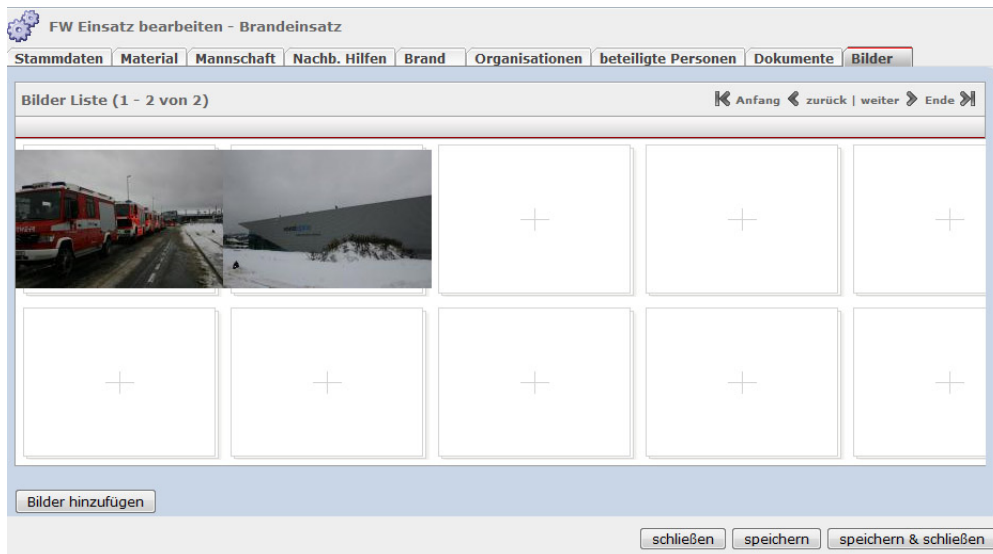 FW Einsatz bearbeiten - Brandeinsatz
Stammdaten Material Mannschaft Nachb. Hilfen Brand Organisationen beteiligte Personen Dokumente Bilder
Bilder Liste (1 - 2 von 2) Anfang zurück | weiter Ende
Bilder hinzufügen
schließen speichern speichern & schließen